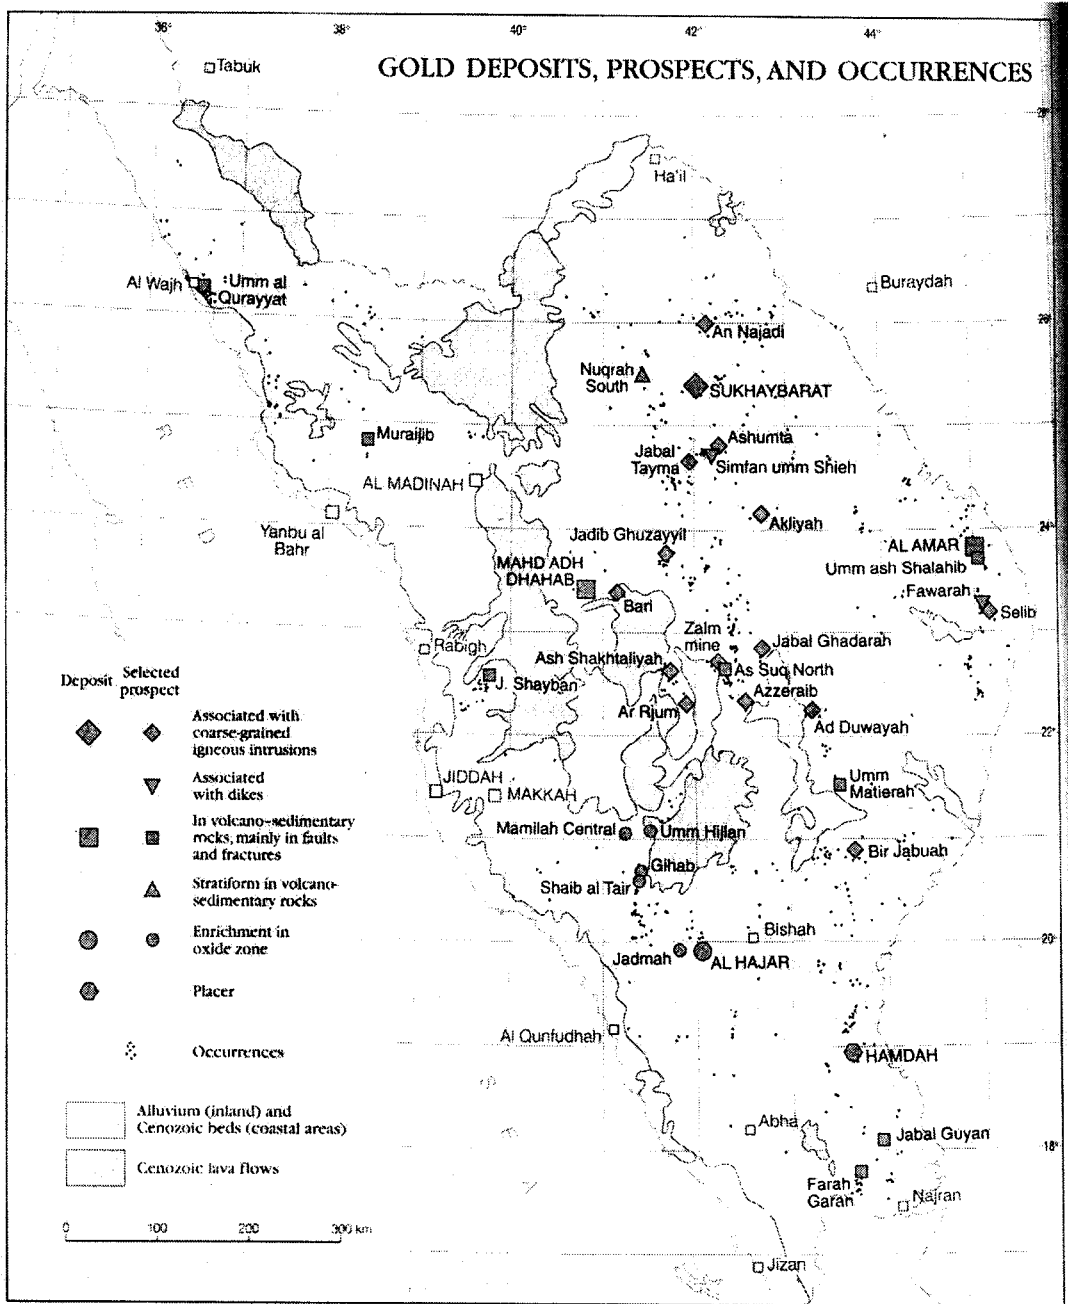 36°
38°
40°
42°
44°
Tabuk
GOLD DEPOSITS, PROSPECTS, AND OCCURRENCES
28°
Ha'il
Al Wajh
Umm al
Qurayyat
Buraydah
26°
An Najadi
Nuqrah
South
SUKHAYBARAT
Muraijib
Ashumta
Jabal
Tayma
Simfan umm Shieh
AL MADINAH
Akliyah
Yanbu al
Bahr
24°
Jadib Ghuzayyil
AL AMAR
Umm ash Shalahib
MAHD ADH
DHAHAB
Bari
Fawarah
Selib
Zalm
mine
Jabal Ghadarah
Rabigh
Ash Shakhtaliyah
As Suq North
J. Shayban
Azzeraib
Ar Rjum
Ad Duwayah
22°
Deposit
Selected
prospect
Associated with
coarse-grained
igneous intrusions
JIDDAH
MAKKAH
Umm
Matierah
Associated
with dikes
Mamilah Central
Umm Hijlan
In volcano-sedimentary
rocks, mainly in faults
and fractures
Bir Jabuah
Gihab
Shaib al Tair
Stratiform in volcano-
sedimentary rocks
Bishah
20°
Enrichment in
oxide zone
Jadmah
AL HAJAR
Placer
Al Qunfudhah
Occurrences
HAMDAH
Alluvium (inland) and
Cenozoic beds (coastal areas)
Abha
Jabal Guyan
18°
Cenozoic lava flows
Farah
Garan
Najran
0
100
200
300 km
Jizan